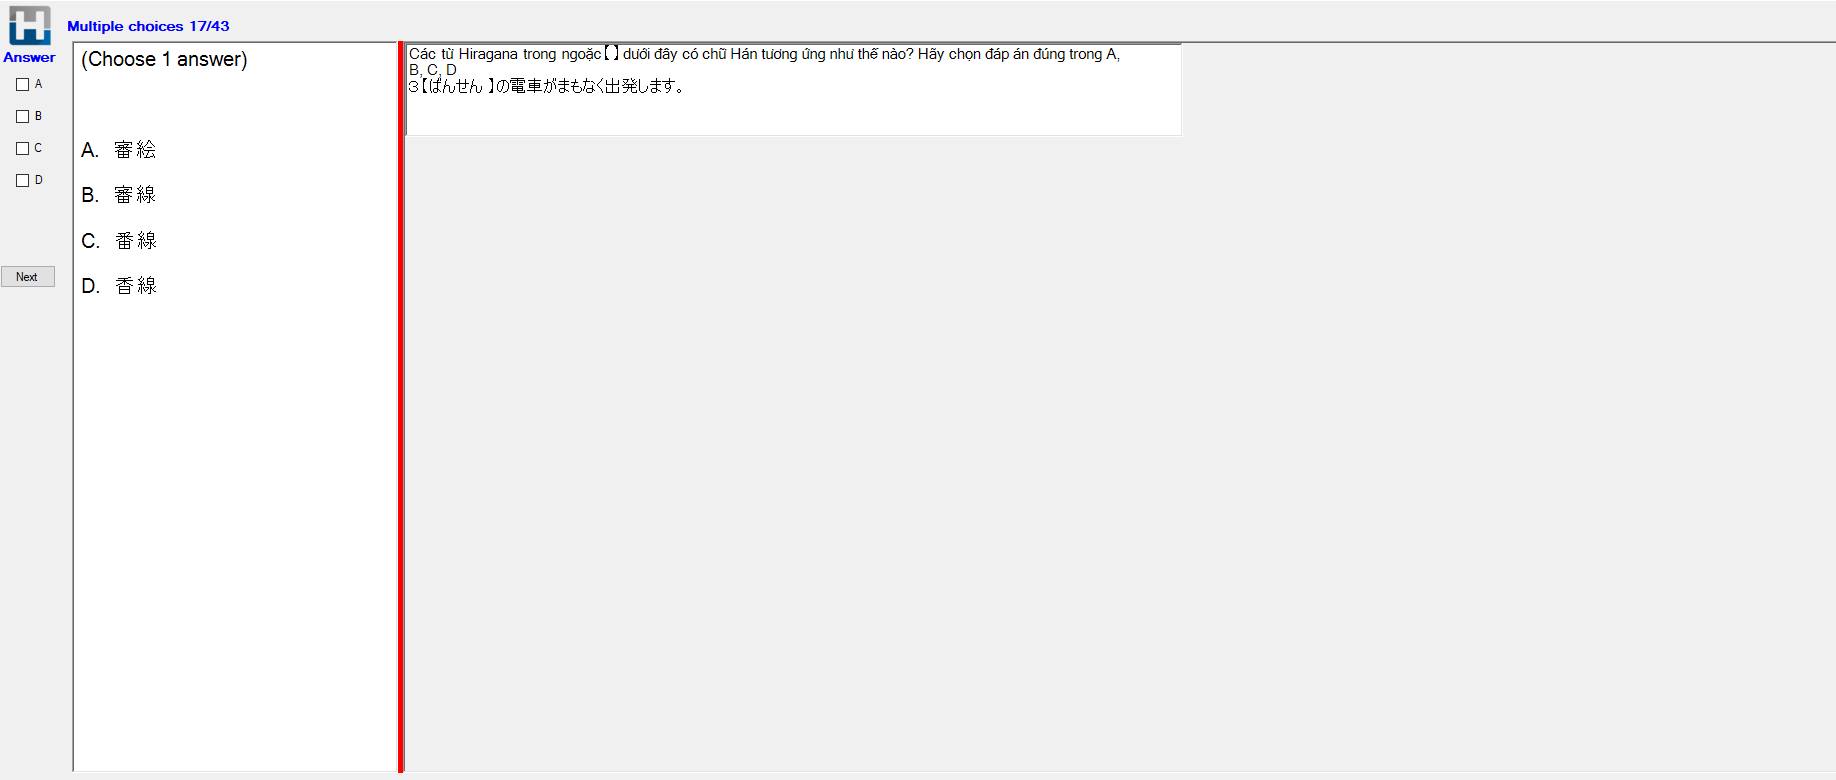 Multiple choices 17/43
Answer
A
B
C
D
Next
(Choose 1 answer)
A. 審絵
B. 審線
C. 番線
D. 香線
Các từ Hiragana trong ngoặc【 】dưới đây có chữ Hán tương ứng như thế nào? Hãy chọn đáp án đúng trong A,
B, C, D
3【ばんせん 】の電車がまもなく出発します。